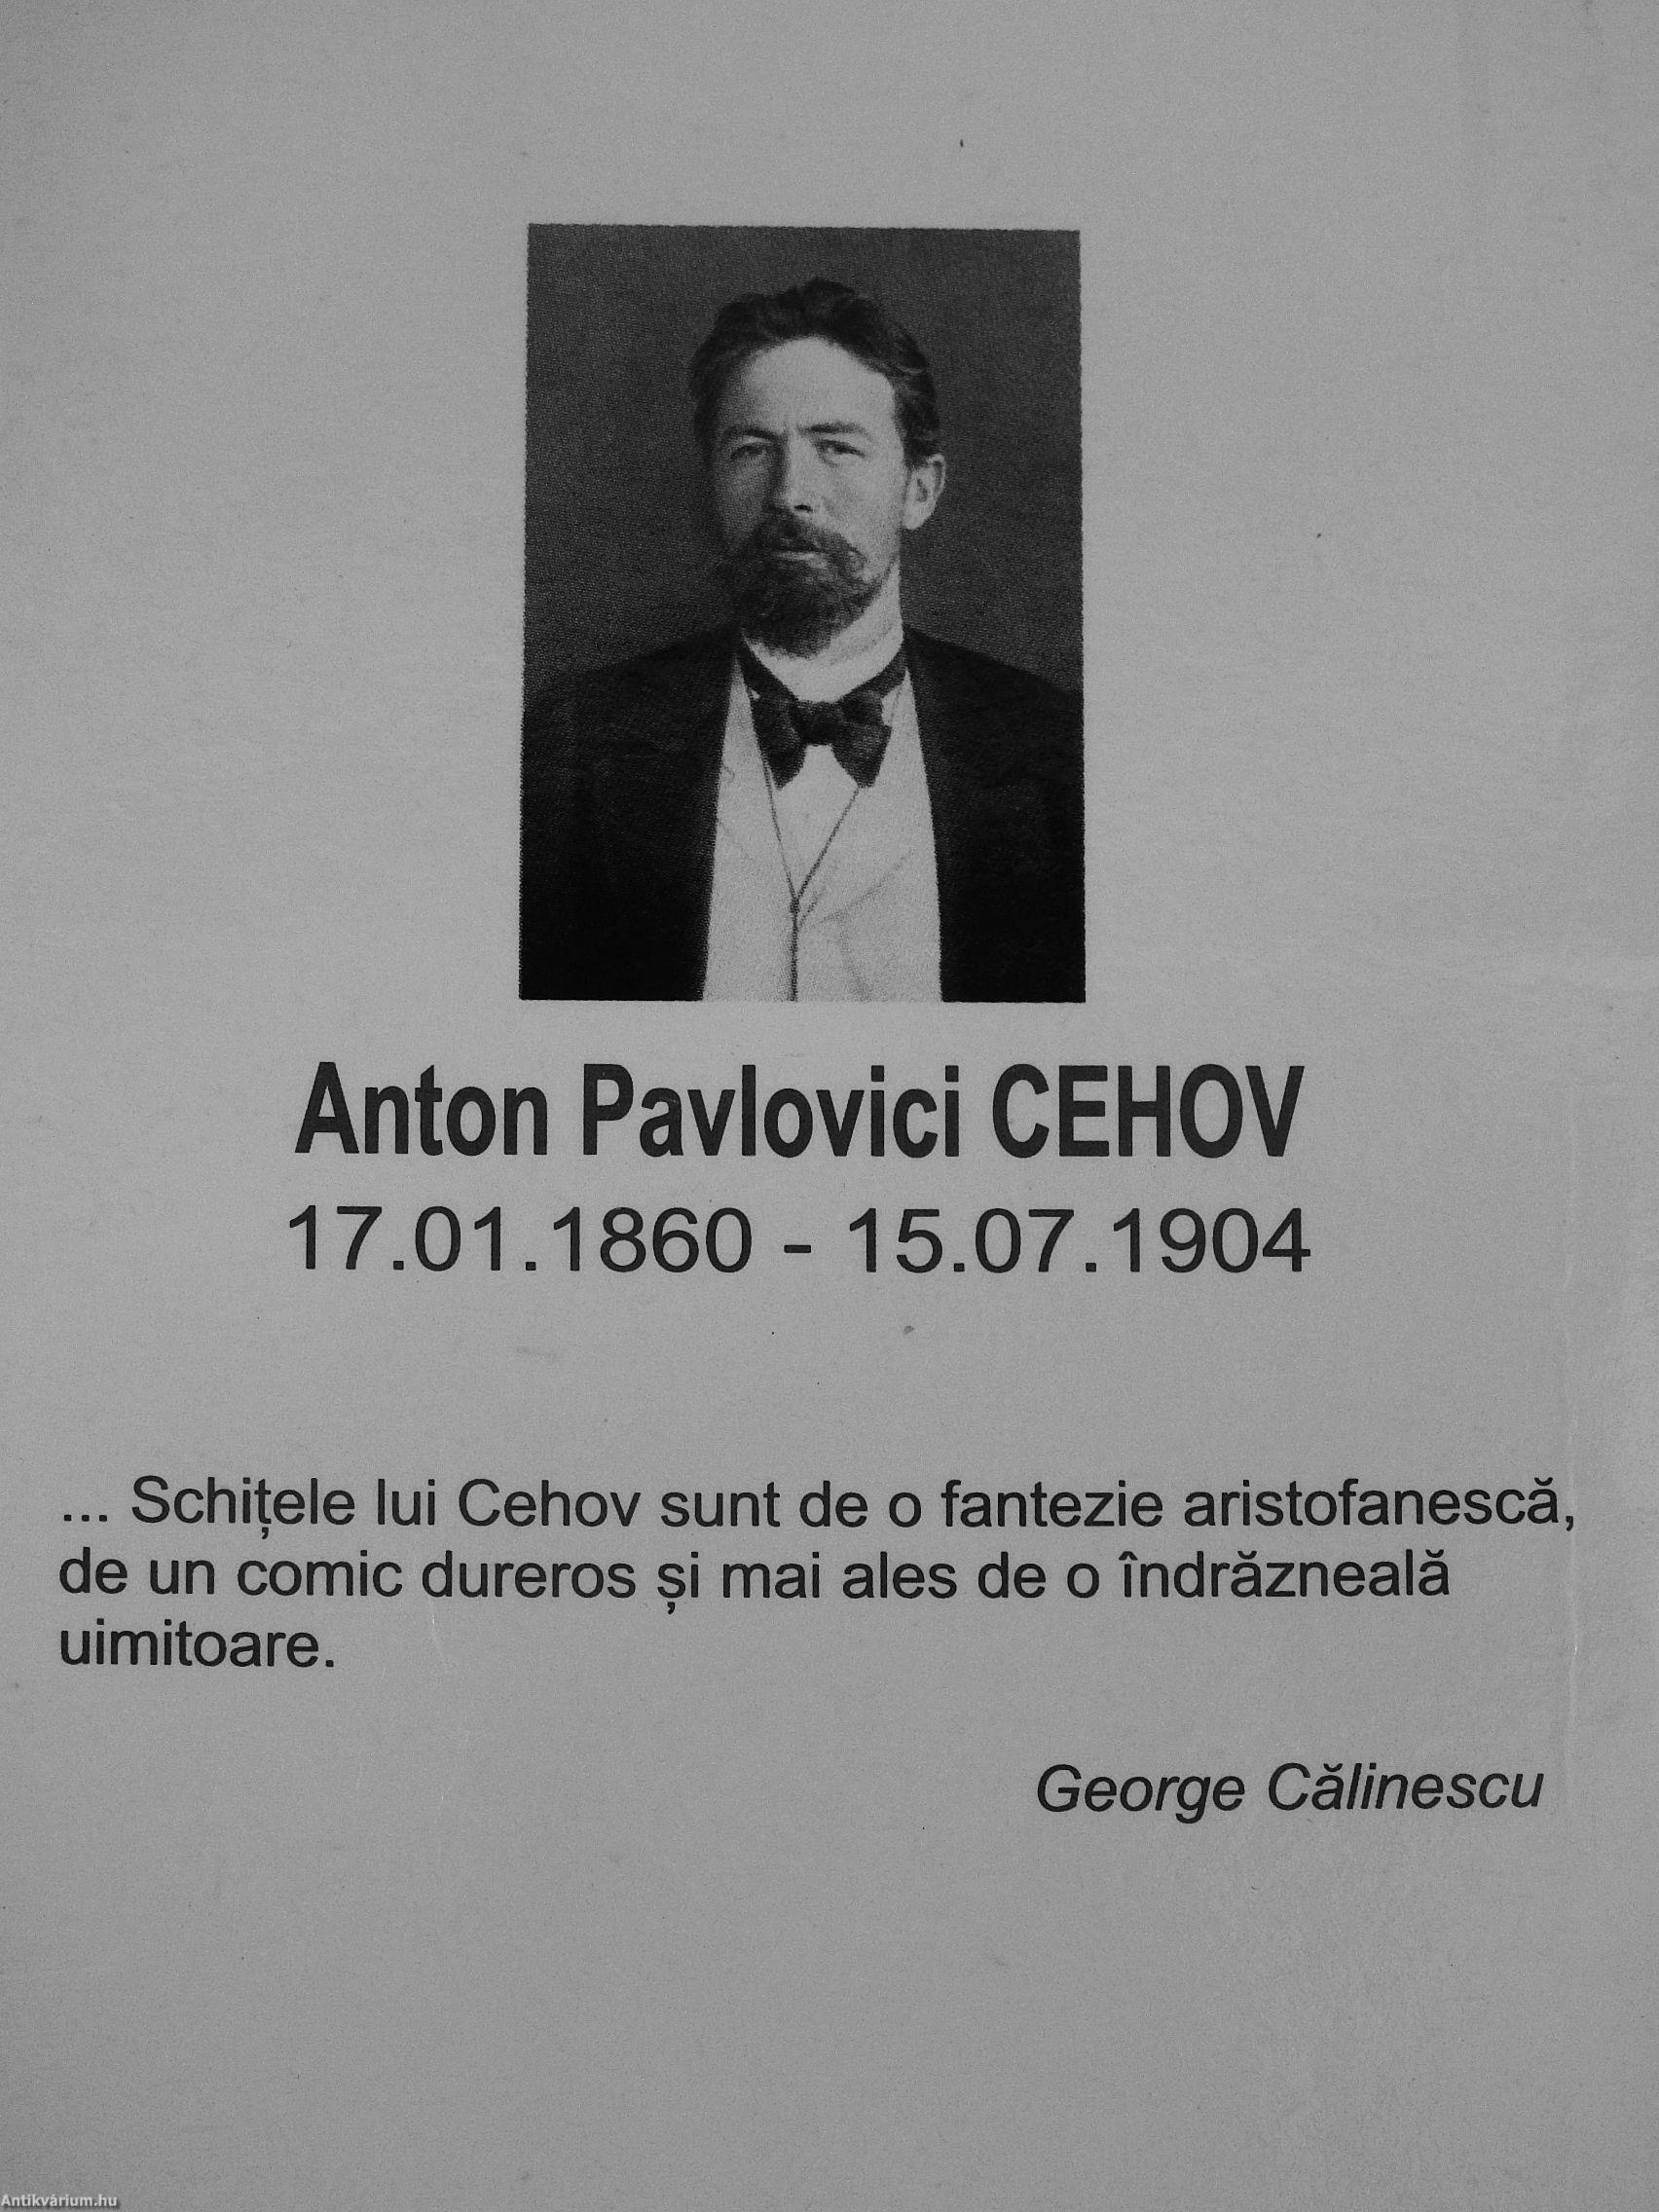 Anton Pavlovici CEHOV
17.01.1860 - 15.07.1904
... Schițele lui Cehov sunt de o fantezie aristofanescă,
de un comic dureros și mai ales de o îndrăzneală
uimitoare.
George Călinescu
Antikvárium.hu